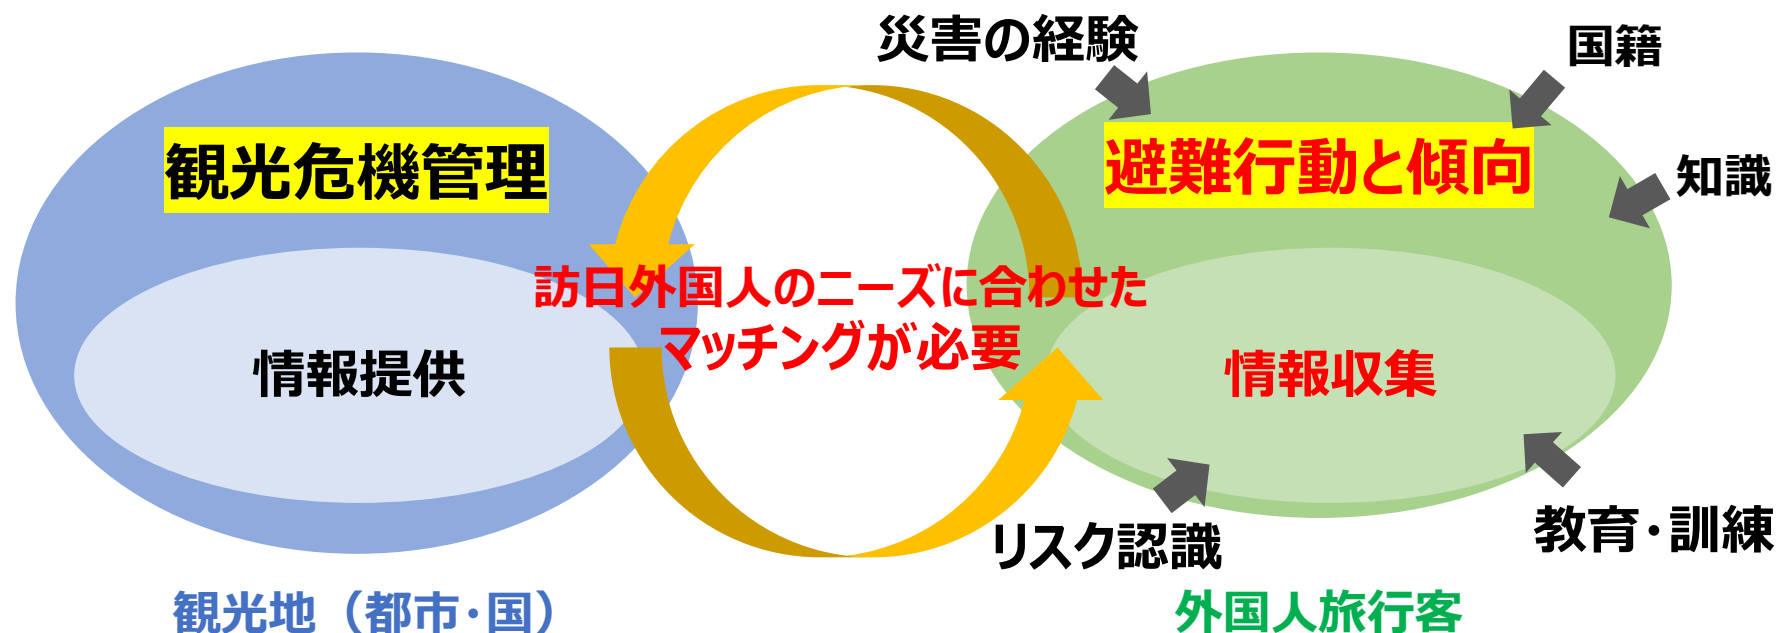 災害の経験
国籍
観光危機管理
避難行動と傾向
知識
訪日外国人のニーズに合わせた
マッチングが必要
情報提供
情報収集
リスク認識
教育・訓練
観光地（都市・国）
外国人旅行客